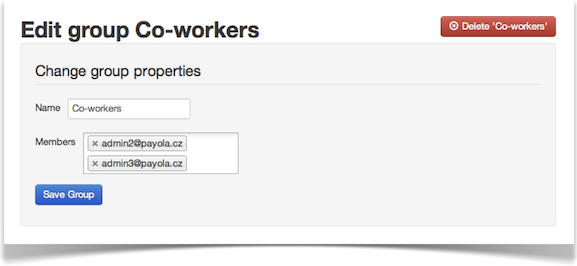 Edit group Co-workers
Delete 'Co-workers'
Change group properties
Name Co-workers
Members × admin2@payola.cz
× admin3@payola.cz
Save Group